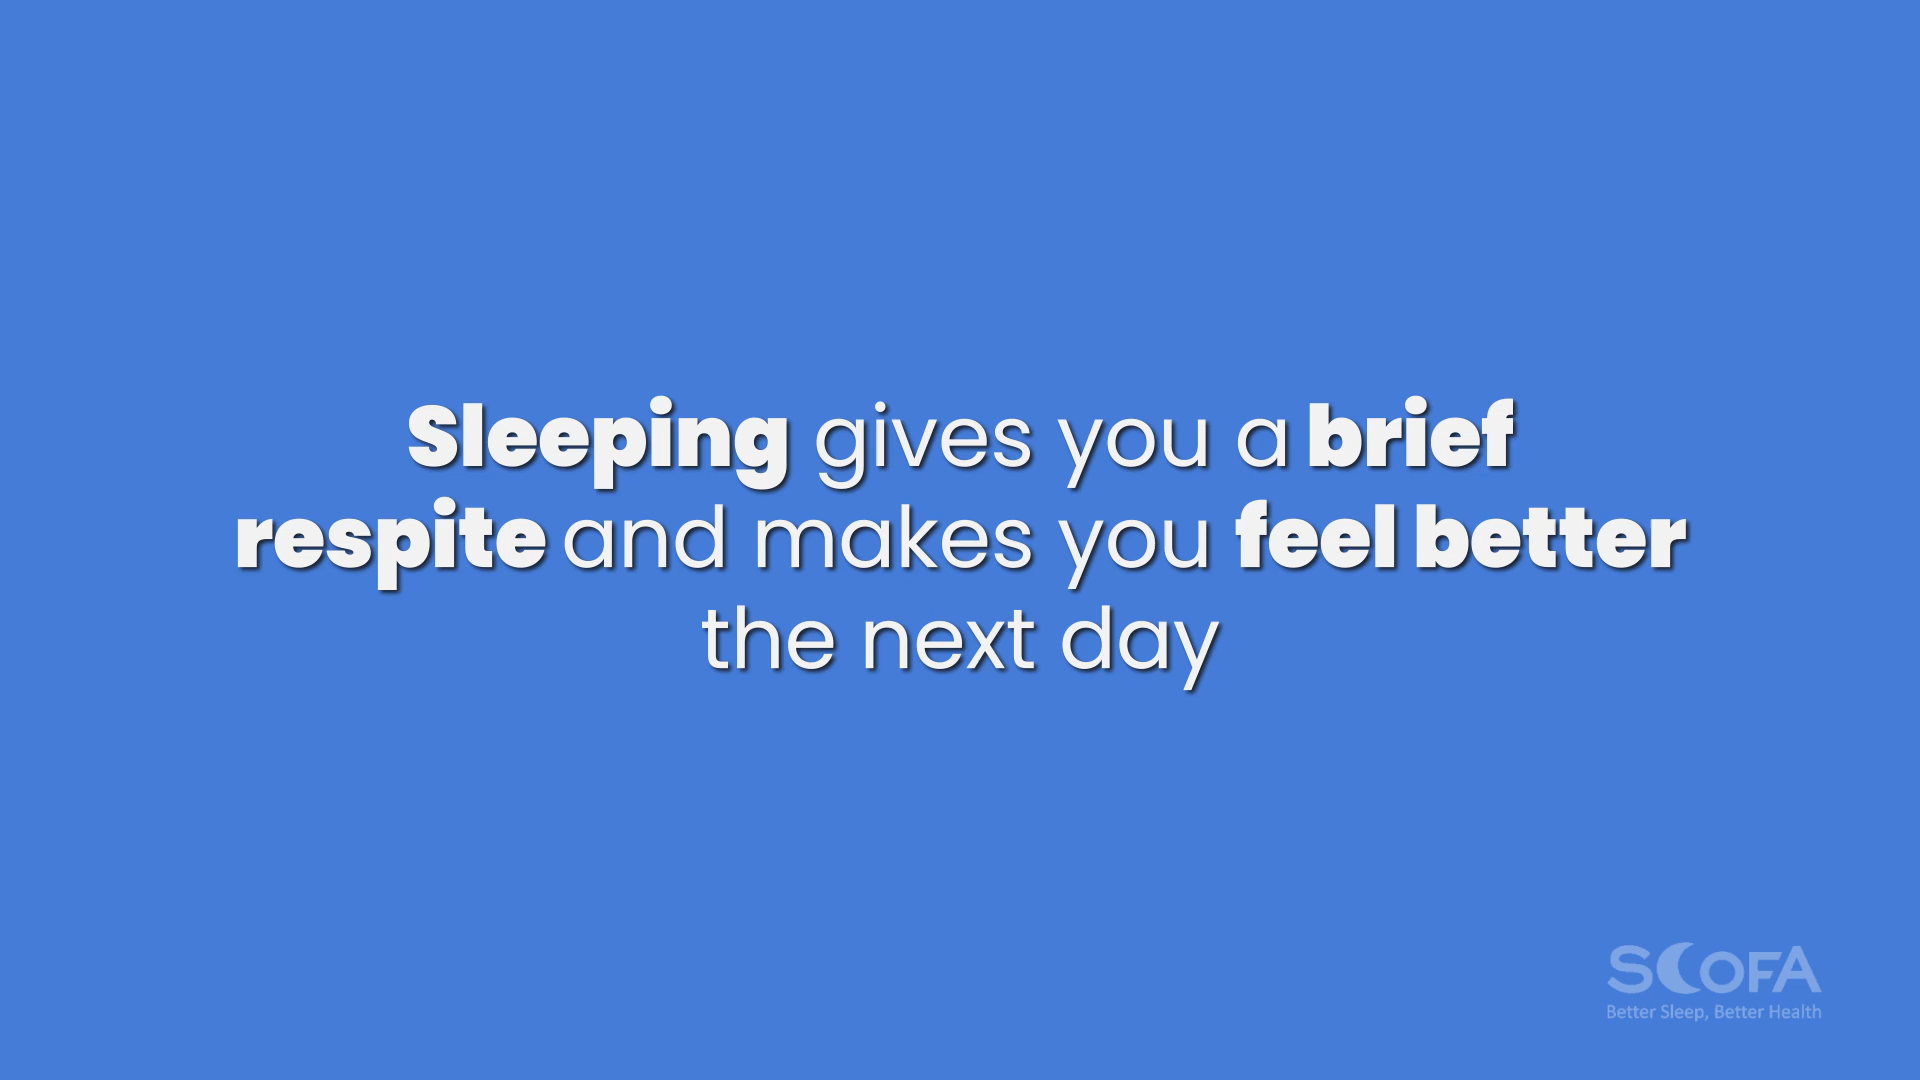 Sleeping gives you a brief
respite and makes you feel better
the next day
SCOFA
Better Sleep, Better Health